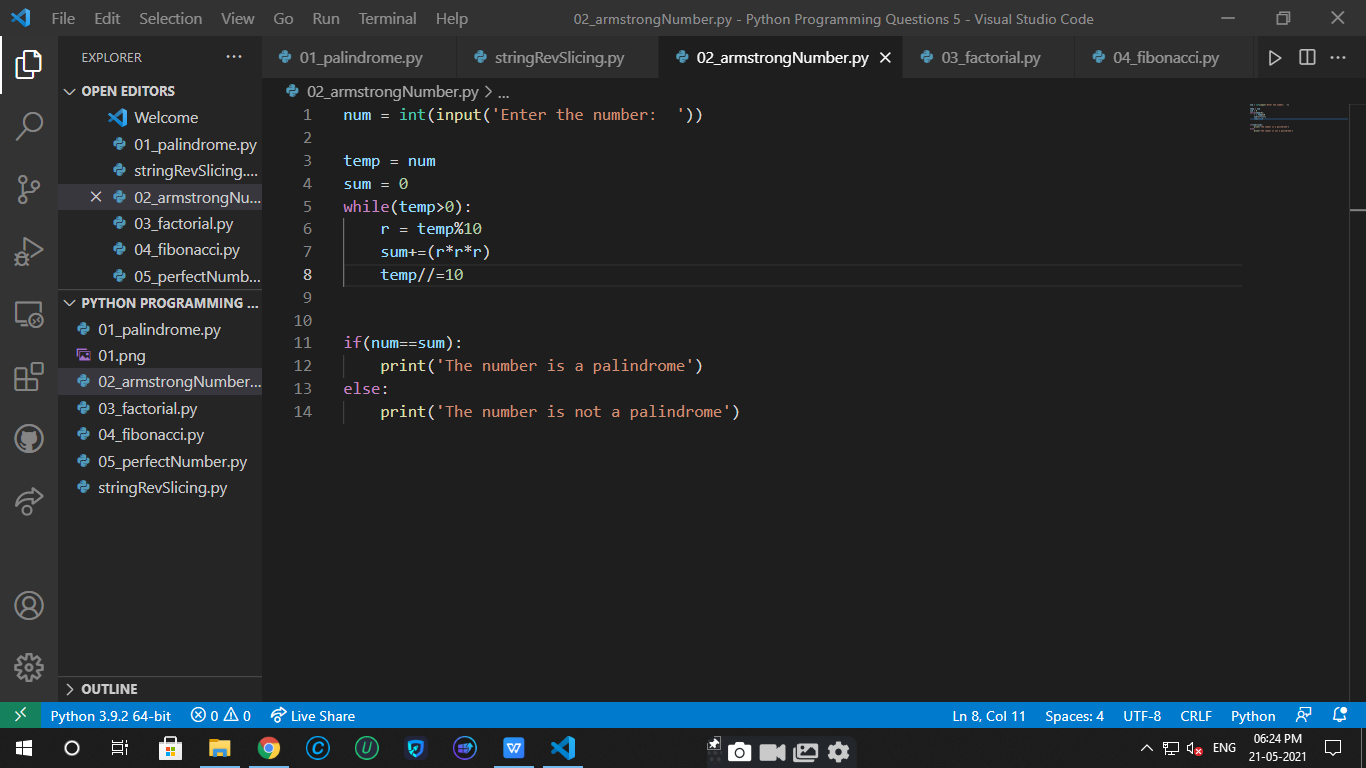 File Edit Selection View Go Run Terminal Help 02_armstrongNumber.py - Python Programming Questions 5 - Visual Studio Code
EXPLORER
01_palindrome.py stringRevSlicing.py 02_armstrongNumber.py 03_factorial.py 04_fibonacci.py
OPEN EDITORS
Welcome
01_palindrome.py
stringRevSlicing....
02_armstrongNu...
03_factorial.py
04_fibonacci.py
05_perfectNumb...
PYTHON PROGRAMMING ...
01_palindrome.py
01.png
02_armstrongNumber...
03_factorial.py
04_fibonacci.py
05_perfectNumber.py
stringRevSlicing.py
OUTLINE
02_armstrongNumber.py > ...
1 num = int(input('Enter the number:  '))
2
3 temp = num
4 sum = 0
5 while(temp>0):
6     r = temp%10
7     sum+=(r*r*r)
8     temp//=10
9
10
11 if(num==sum):
12     print('The number is a palindrome')
13 else:
14     print('The number is not a palindrome')
Python 3.9.2 64-bit 0 0 Live Share Ln 8, Col 11 Spaces: 4 UTF-8 CRLF Python
ENG 06:24 PM
21-05-2021